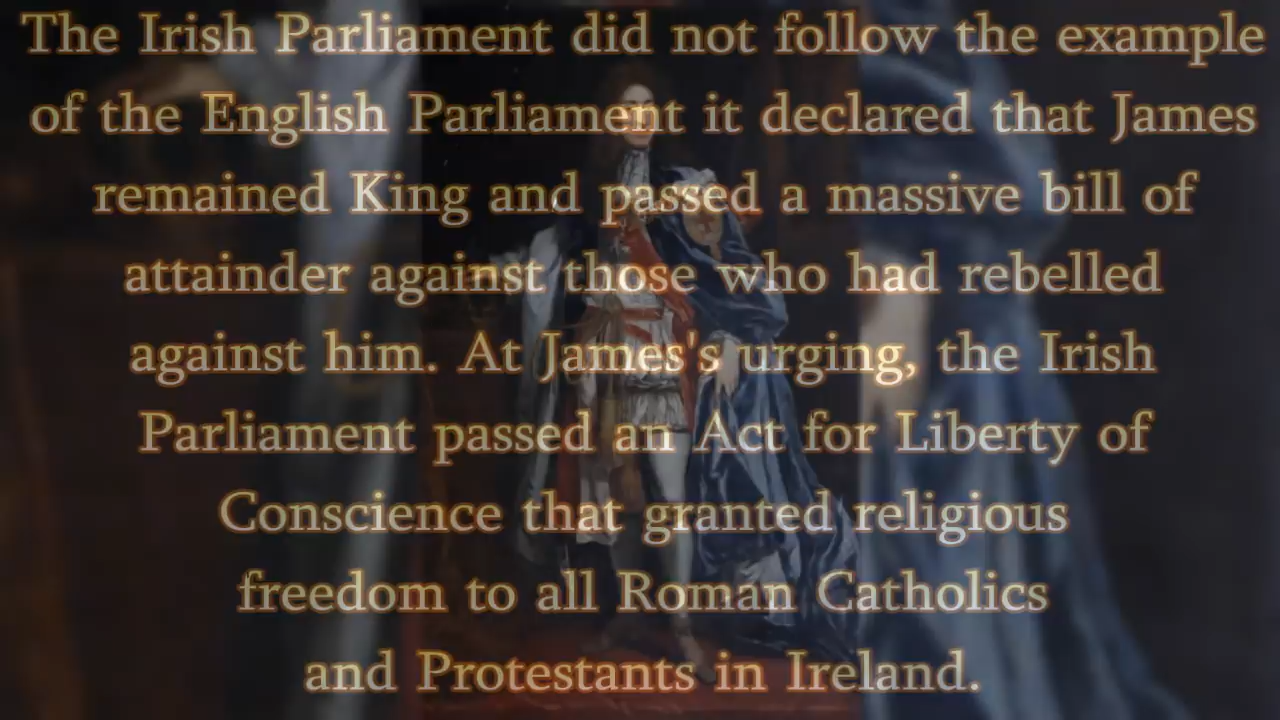 The Irish Parliament did not follow the example
of the English Parliament it declared that James
remained King and passed a massive bill of
attainder against those who had rebelled
against him. At James's urging, the Irish
Parliament passed an Act for Liberty of
Conscience that granted religious
freedom to all Roman Catholics
and Protestants in Ireland.